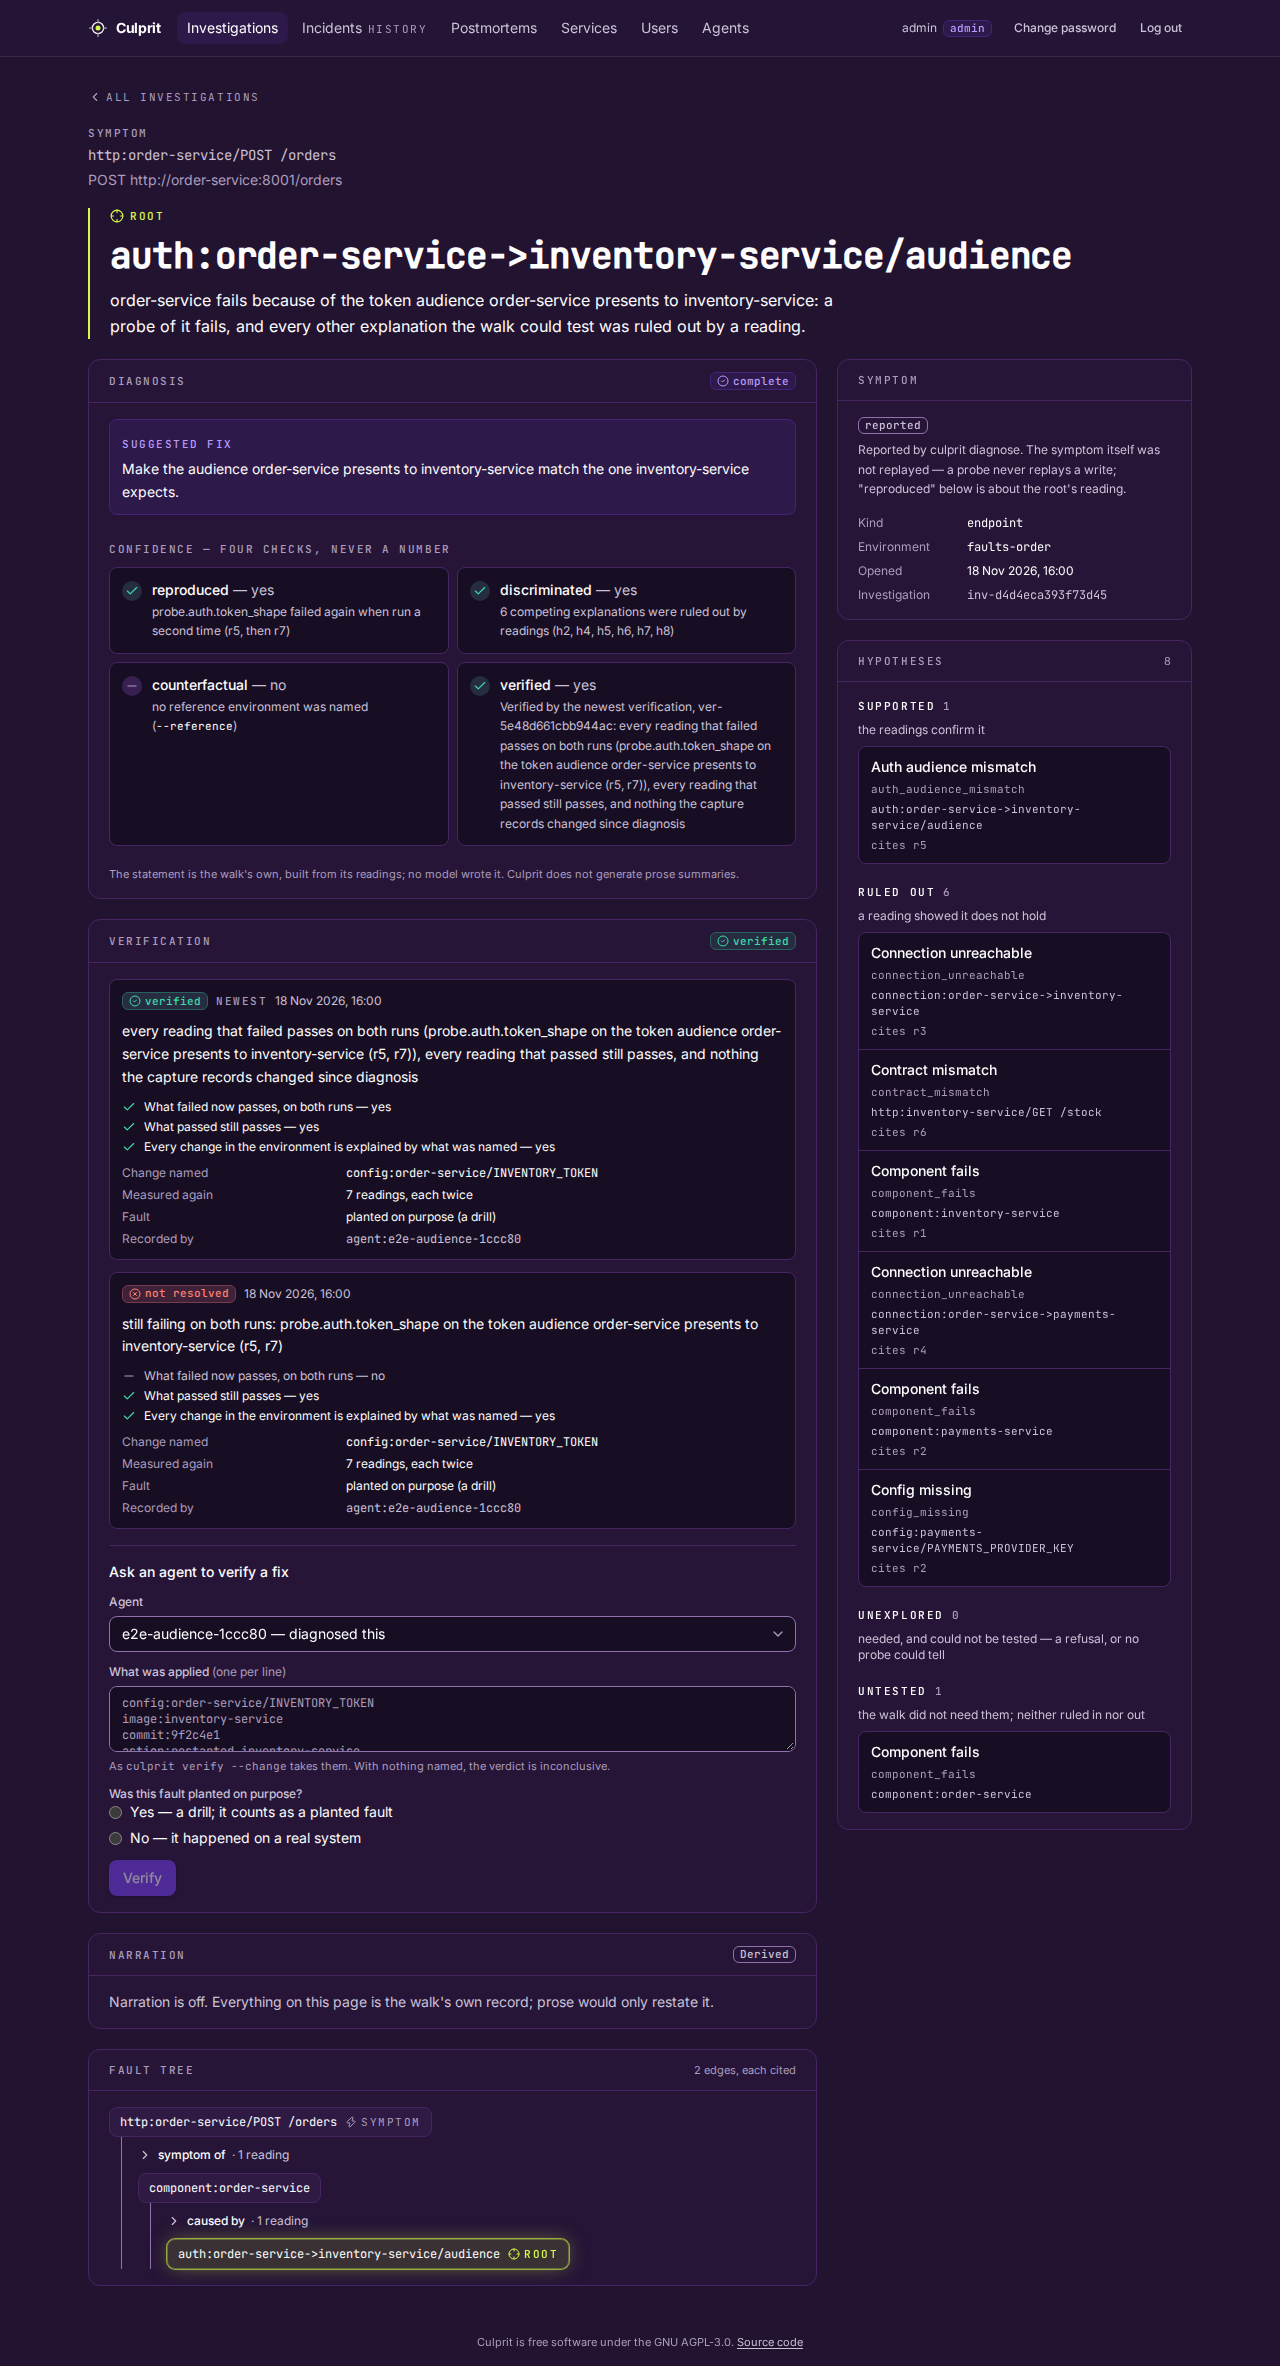 Culprit
Investigations
Incidents HISTORY
Postmortems
Services
Users
Agents
admin admin
Change password
Log out
ALL INVESTIGATIONS
SYMPTOM
http:order-service/POST /orders
POST http://order-service:8001/orders
ROOT
auth:order-service->inventory-service/audience
order-service fails because of the token audience order-service presents to inventory-service: a
probe of it fails, and every other explanation the walk could test was ruled out by a reading.
DIAGNOSIS
complete
SUGGESTED FIX
Make the audience order-service presents to inventory-service match the one inventory-service
expects.
CONFIDENCE — FOUR CHECKS, NEVER A NUMBER
reproduced — yes
probe.auth.token_shape failed again when run a
second time (r5, then r7)
discriminated — yes
6 competing explanations were ruled out by
readings (h2, h4, h5, h6, h7, h8)
counterfactual — no
no reference environment was named
(--reference)
verified — yes
Verified by the newest verification, ver-
5e48d661cbb944ac: every reading that failed
passes on both runs (probe.auth.token_shape on
the token audience order-service presents to
inventory-service (r5, r7)), every reading that
passed still passes, and nothing the capture
records changed since diagnosis
The statement is the walk's own, built from its readings; no model wrote it. Culprit does not generate prose summaries.
VERIFICATION
verified
verified NEWEST 18 Nov 2026, 16:00
every reading that failed passes on both runs (probe.auth.token_shape on the token audience order-
service presents to inventory-service (r5, r7)), every reading that passed still passes, and nothing
the capture records changed since diagnosis
What failed now passes, on both runs — yes
What passed still passes — yes
Every change in the environment is explained by what was named — yes
Change named config:order-service/INVENTORY_TOKEN
Measured again 7 readings, each twice
Fault planted on purpose (a drill)
Recorded by agent:e2e-audience-1ccc80
not resolved 18 Nov 2026, 16:00
still failing on both runs: probe.auth.token_shape on the token audience order-service presents to
inventory-service (r5, r7)
What failed now passes, on both runs — no
What passed still passes — yes
Every change in the environment is explained by what was named — yes
Change named config:order-service/INVENTORY_TOKEN
Measured again 7 readings, each twice
Fault planted on purpose (a drill)
Recorded by agent:e2e-audience-1ccc80
Ask an agent to verify a fix
Agent
e2e-audience-1ccc80 — diagnosed this
What was applied (one per line)
config:order-service/INVENTORY_TOKEN
image:inventory-service
commit:9f2c4e1
action:restarted inventory-service
As culprit verify --change takes them. With nothing named, the verdict is inconclusive.
Was this fault planted on purpose?
Yes — a drill; it counts as a planted fault
No — it happened on a real system
Verify
NARRATION
Derived
Narration is off. Everything on this page is the walk's own record; prose would only restate it.
FAULT TREE
2 edges, each cited
http:order-service/POST /orders SYMPTOM
symptom of · 1 reading
component:order-service
caused by · 1 reading
auth:order-service->inventory-service/audience ROOT
SYMPTOM
reported
Reported by culprit diagnose. The symptom itself was
not replayed — a probe never replays a write;
"reproduced" below is about the root's reading.
Kind endpoint
Environment faults-order
Opened 18 Nov 2026, 16:00
Investigation inv-d4d4eca393f73d45
HYPOTHESES
8
SUPPORTED 1
the readings confirm it
Auth audience mismatch
auth_audience_mismatch
auth:order-service->inventory-
service/audience
cites r5
RULED OUT 6
a reading showed it does not hold
Connection unreachable
connection_unreachable
connection:order-service->inventory-
service
cites r3
Contract mismatch
contract_mismatch
http:inventory-service/GET /stock
cites r6
Component fails
component_fails
component:inventory-service
cites r1
Connection unreachable
connection_unreachable
connection:order-service->payments-
service
cites r4
Component fails
component_fails
component:payments-service
cites r2
Config missing
config_missing
config:payments-
service/PAYMENTS_PROVIDER_KEY
cites r2
UNEXPLORED 0
needed, and could not be tested — a refusal, or no
probe could tell
UNTESTED 1
the walk did not need them; neither ruled in nor out
Component fails
component_fails
component:order-service
Culprit is free software under the GNU AGPL-3.0. Source code